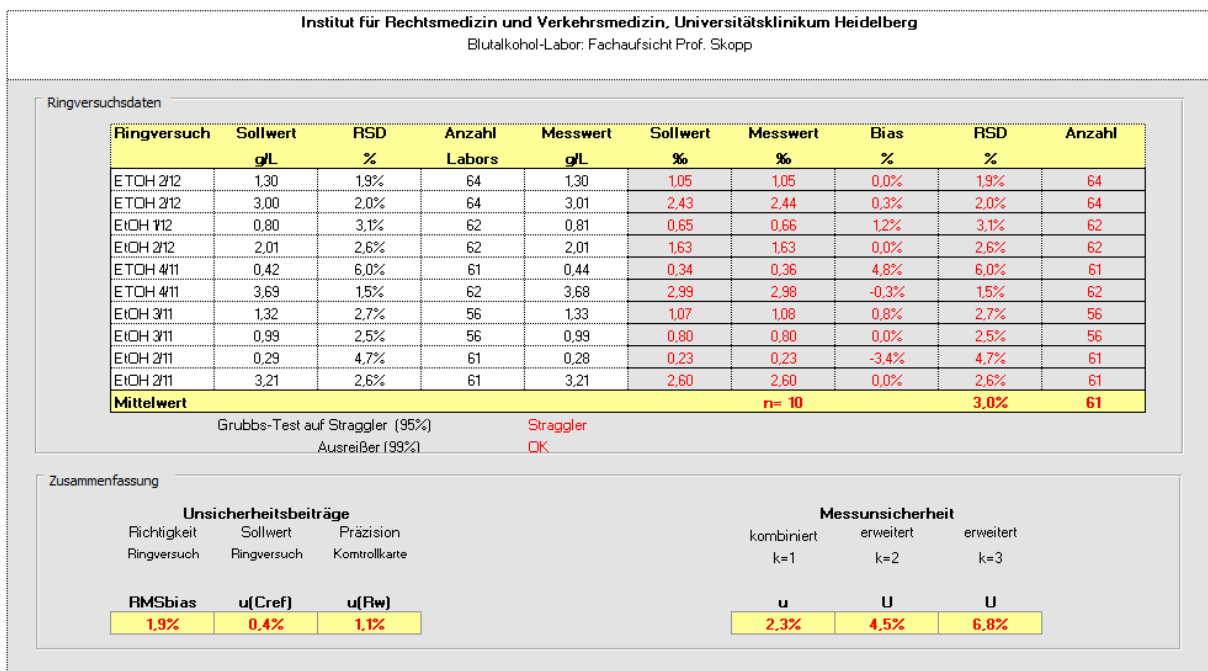 Institut für Rechtsmedizin und Verkehrsmedizin, Universitätsklinikum Heidelberg
Blutalkohol-Labor: Fachaufsicht Prof. Skopp
Ringversuchsdaten
Ringversuch Sollwert RSD Anzahl Messwert Sollwert Messwert Bias RSD Anzahl
g/L % Labors g/L ‰ ‰ % %
ETOH 2/12 1,30 1,9% 64 1,30 1,05 1,05 0,0% 1,9% 64
ETOH 2/12 3,00 2,0% 64 3,01 2,43 2,44 0,3% 2,0% 64
EtOH 1/12 0,80 3,1% 62 0,81 0,65 0,66 1,2% 3,1% 62
EtOH 2/12 2,01 2,6% 62 2,01 1,63 1,63 0,0% 2,6% 62
ETOH 4/11 0,42 6,0% 61 0,44 0,34 0,36 4,8% 6,0% 61
ETOH 4/11 3,69 1,5% 62 3,68 2,99 2,98 -0,3% 1,5% 62
EtOH 3/11 1,32 2,7% 56 1,33 1,07 1,08 0,8% 2,7% 56
EtOH 3/11 0,99 2,5% 56 0,99 0,80 0,80 0,0% 2,5% 56
EtOH 2/11 0,29 4,7% 61 0,28 0,23 0,23 -3,4% 4,7% 61
EtOH 2/11 3,21 2,6% 61 3,21 2,60 2,60 0,0% 2,6% 61
Mittelwert n= 10 3,0% 61
Grubbs-Test auf Straggler (95%) Straggler
Ausreißer (99%) OK
Zusammenfassung
Unsicherheitsbeiträge Messunsicherheit
Richtigkeit Sollwert Präzision kombiniert erweitert erweitert
Ringversuch Ringversuch Komtrollkarte k=1 k=2 k=3
RMSbias u(Cref) u(Rw) u U U
1,9% 0,4% 1,1% 2,3% 4,5% 6,8%